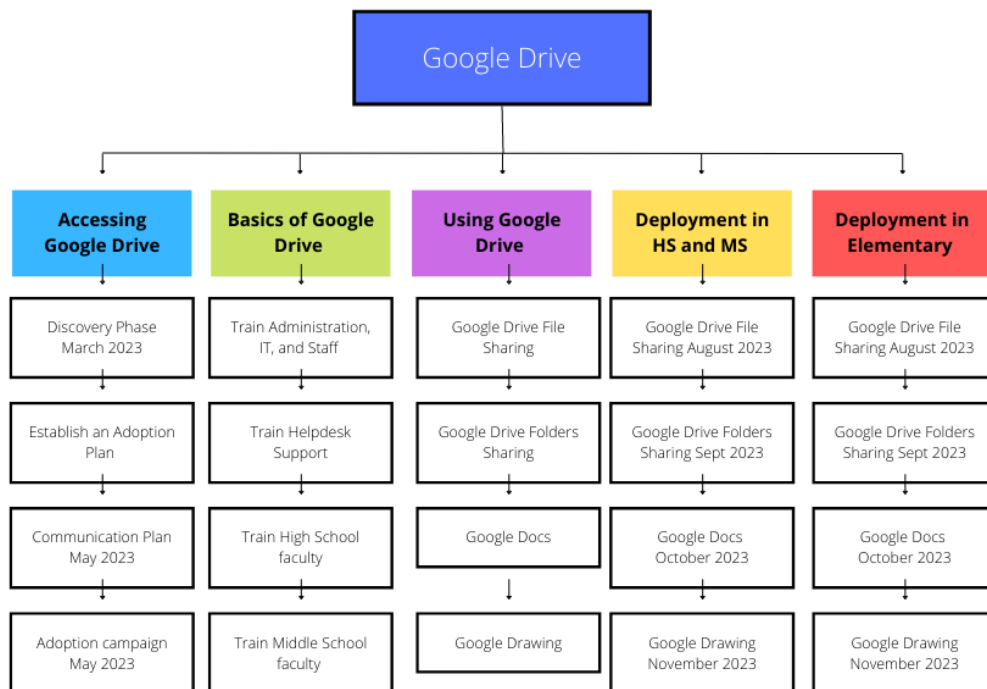 Google Drive
Accessing
Google Drive
Basics of Google
Drive
Using Google
Drive
Deployment in
HS and MS
Deployment in
Elementary
Discovery Phase
March 2023
Train Administration,
IT, and Staff
Google Drive File
Sharing
Google Drive File
Sharing August 2023
Google Drive File
Sharing August 2023
Establish an Adoption
Plan
Train Helpdesk
Support
Google Drive Folders
Sharing
Google Drive Folders
Sharing Sept 2023
Google Drive Folders
Sharing Sept 2023
Communication Plan
May 2023
Train High School
faculty
Google Docs
Google Docs
October 2023
Google Docs
October 2023
Adoption campaign
May 2023
Train Middle School
faculty
Google Drawing
Google Drawing
November 2023
Google Drawing
November 2023